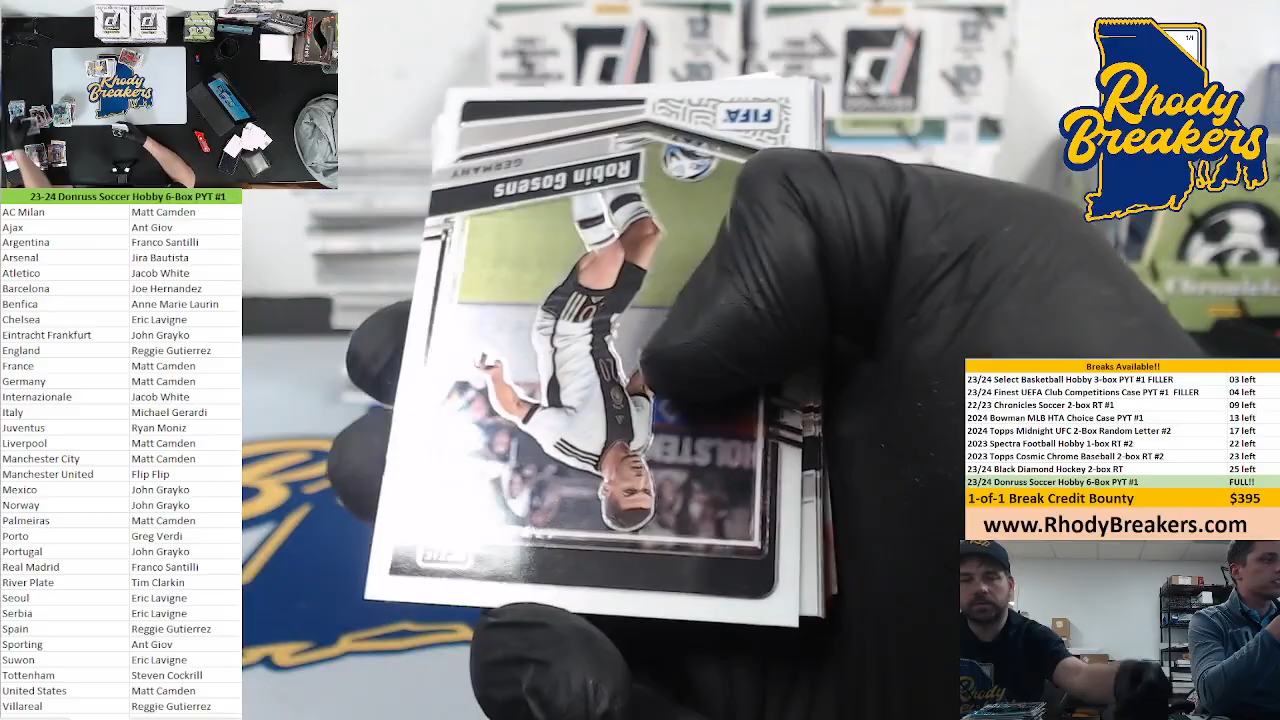 23-24 Donruss Soccer Hobby 6-Box PYT #1
AC Milan Matt Camden
Ajax Ant Giov
Argentina Franco Santilli
Arsenal Jira Bautista
Atletico Jacob White
Barcelona Joe Hernandez
Benfica Anne Marie Laurin
Chelsea Eric Lavigne
Eintracht Frankfurt John Grayko
England Reggie Gutierrez
France Matt Camden
Germany Matt Camden
Internazionale Jacob White
Italy Michael Gerardi
Juventus Ryan Moniz
Liverpool Matt Camden
Manchester City Matt Camden
Manchester United Flip Flip
Mexico John Grayko
Norway John Grayko
Palmeiras Matt Camden
Porto Greg Verdi
Portugal John Grayko
Real Madrid Franco Santilli
River Plate Tim Clarkin
Seoul Eric Lavigne
Serbia Eric Lavigne
Spain Reggie Gutierrez
Sporting Ant Giov
Suwon Eric Lavigne
Tottenham Steven Cockrill
United States Matt Camden
Villareal Reggie Gutierrez
Rhody
Breakers
FIFA
GERMANY
Robin Gosens
HOLSTE
1/1
Rhody
Breakers
Chronicles
Breaks Available!!
23/24 Select Basketball Hobby 3-box PYT #1 FILLER 03 left
23/24 Finest UEFA Club Competitions Case PYT #1 FILLER 04 left
22/23 Chronicles Soccer 2-box RT #1 09 left
2024 Bowman MLB HTA Choice Case PYT #1 13 left
2024 Topps Midnight UFC 2-Box Random Letter #2 17 left
2023 Spectra Football Hobby 1-box RT #2 22 left
2023 Topps Cosmic Chrome Baseball 2-box RT #2 23 left
23/24 Black Diamond Hockey 2-box RT 25 left
23/24 Donruss Soccer Hobby 6-Box PYT #1 FULL!!
1-of-1 Break Credit Bounty $395
www.RhodyBreakers.com